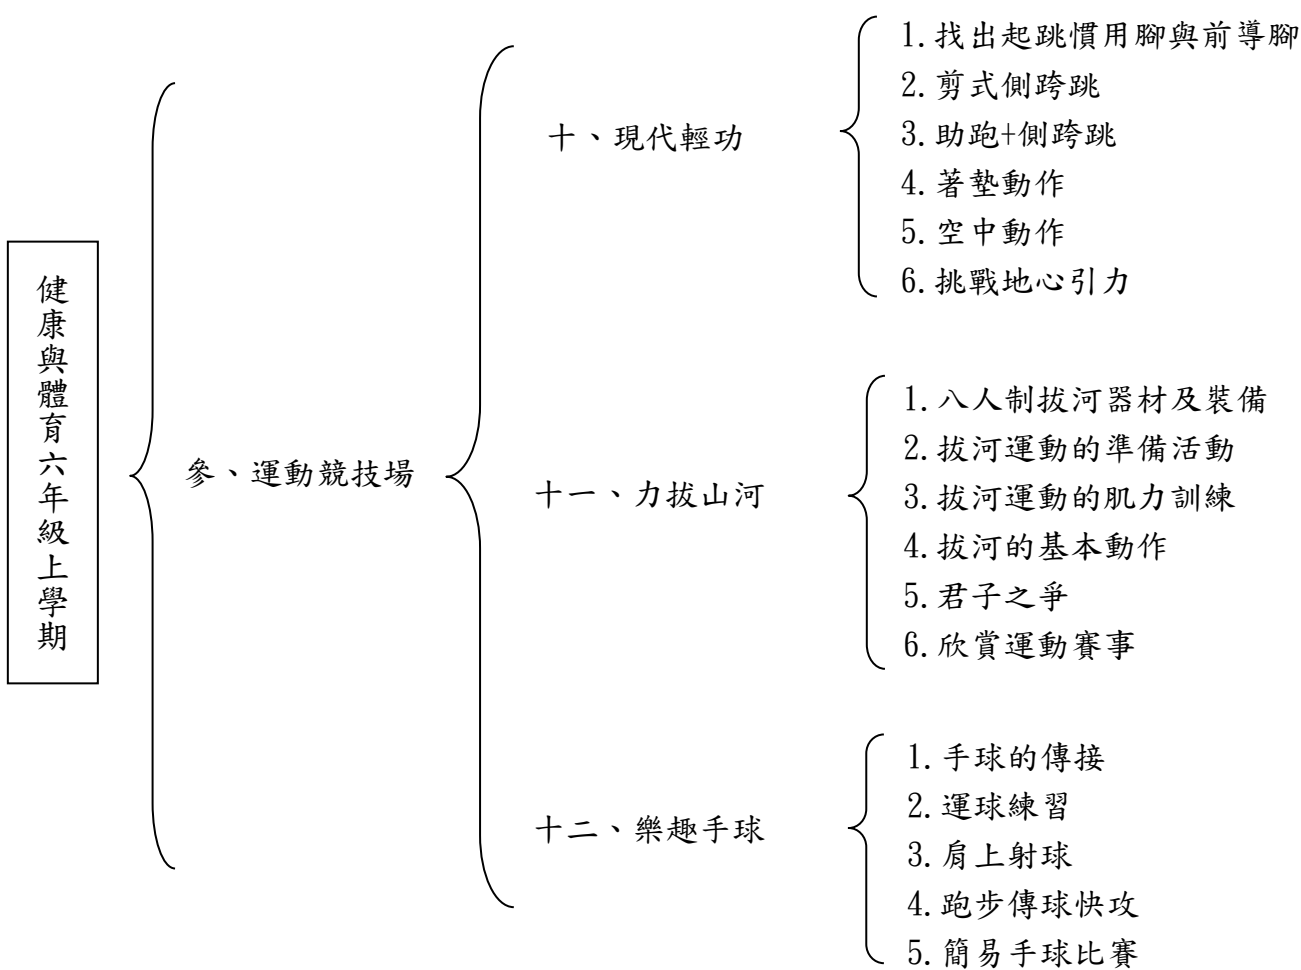 健康與體育六年級上學期
參、運動競技場
十、現代輕功
1.找出起跳慣用腳與前導腳
2.剪式側跨跳
3.助跑+側跨跳
4.著墊動作
5.空中動作
6.挑戰地心引力
十一、力拔山河
1.八人制拔河器材及裝備
2.拔河運動的準備活動
3.拔河運動的肌力訓練
4.拔河的基本動作
5.君子之爭
6.欣賞運動賽事
十二、樂趣手球
1.手球的傳接
2.運球練習
3.肩上射球
4.跑步傳球快攻
5.簡易手球比賽